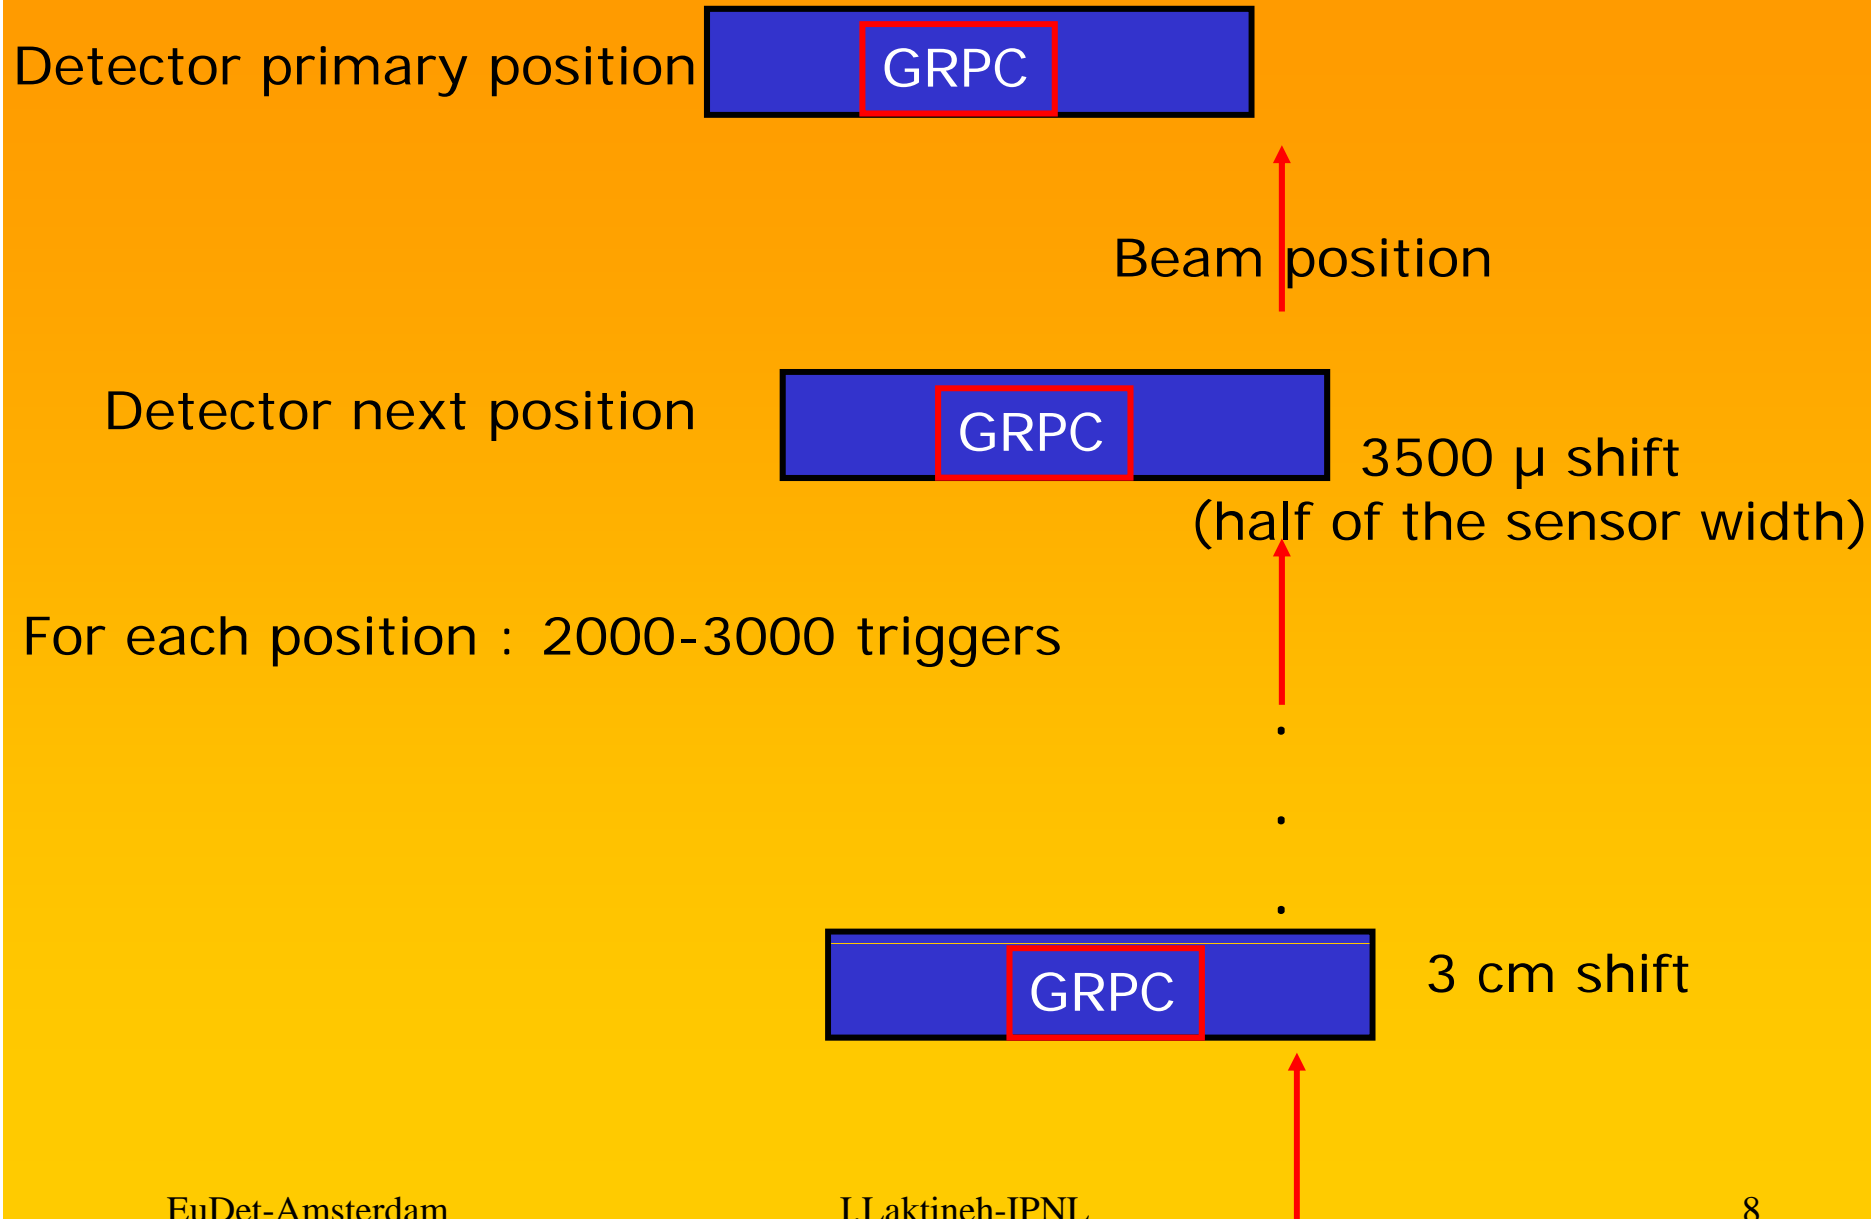 Detector primary position
GRPC
Beam position
Detector next position
GRPC
3500 µ shift
(half of the sensor width)
For each position : 2000-3000 triggers
.
.
.
GRPC
3 cm shift
EuDet-Amsterdam
I.Laktineh-IPNL
8